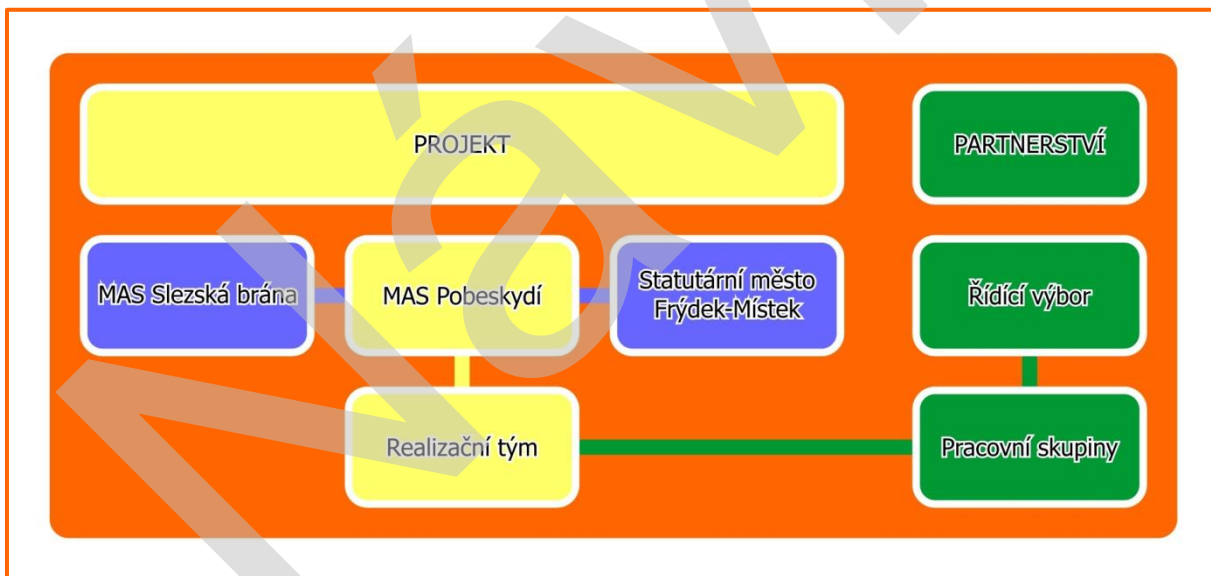 PROJEKT
PARTNERSTVÍ
MAS Slezská brána
MAS Pobeskydí
Statutární město
Frýdek-Místek
Řídící výbor
Realizační tým
Pracovní skupiny